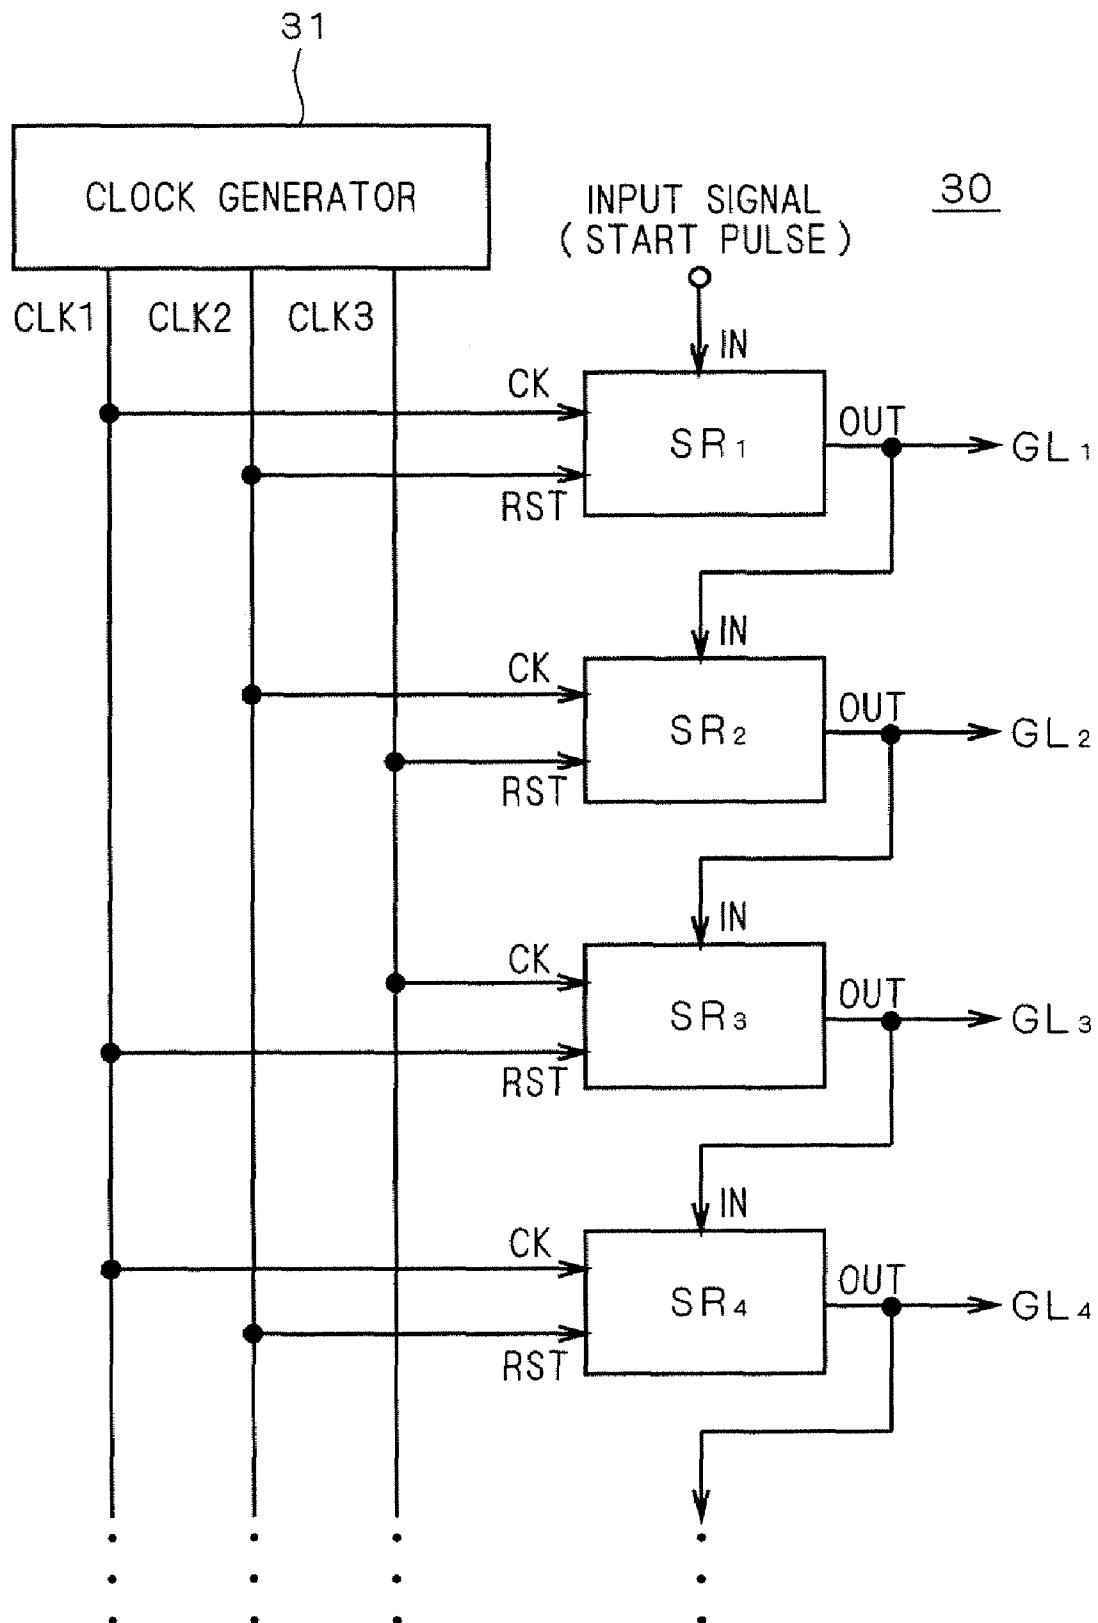 31
CLOCK GENERATOR
INPUT SIGNAL
(START PULSE)
30
CLK1 CLK2 CLK3
IN
CK
SR1
OUT
GL1
RST
IN
CK
SR2
OUT
GL2
RST
IN
CK
SR3
OUT
GL3
RST
IN
CK
SR4
OUT
GL4
RST